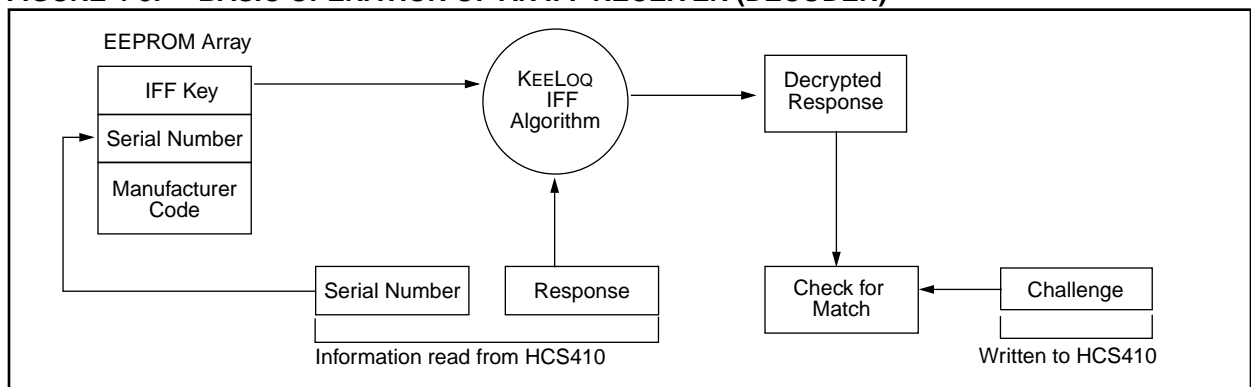 EEPROM Array
IFF Key
Serial Number
Manufacturer
Code
KEELOQ
IFF
Algorithm
Decrypted
Response
Serial Number
Response
Check for
Match
Challenge
Information read from HCS410
Written to HCS410